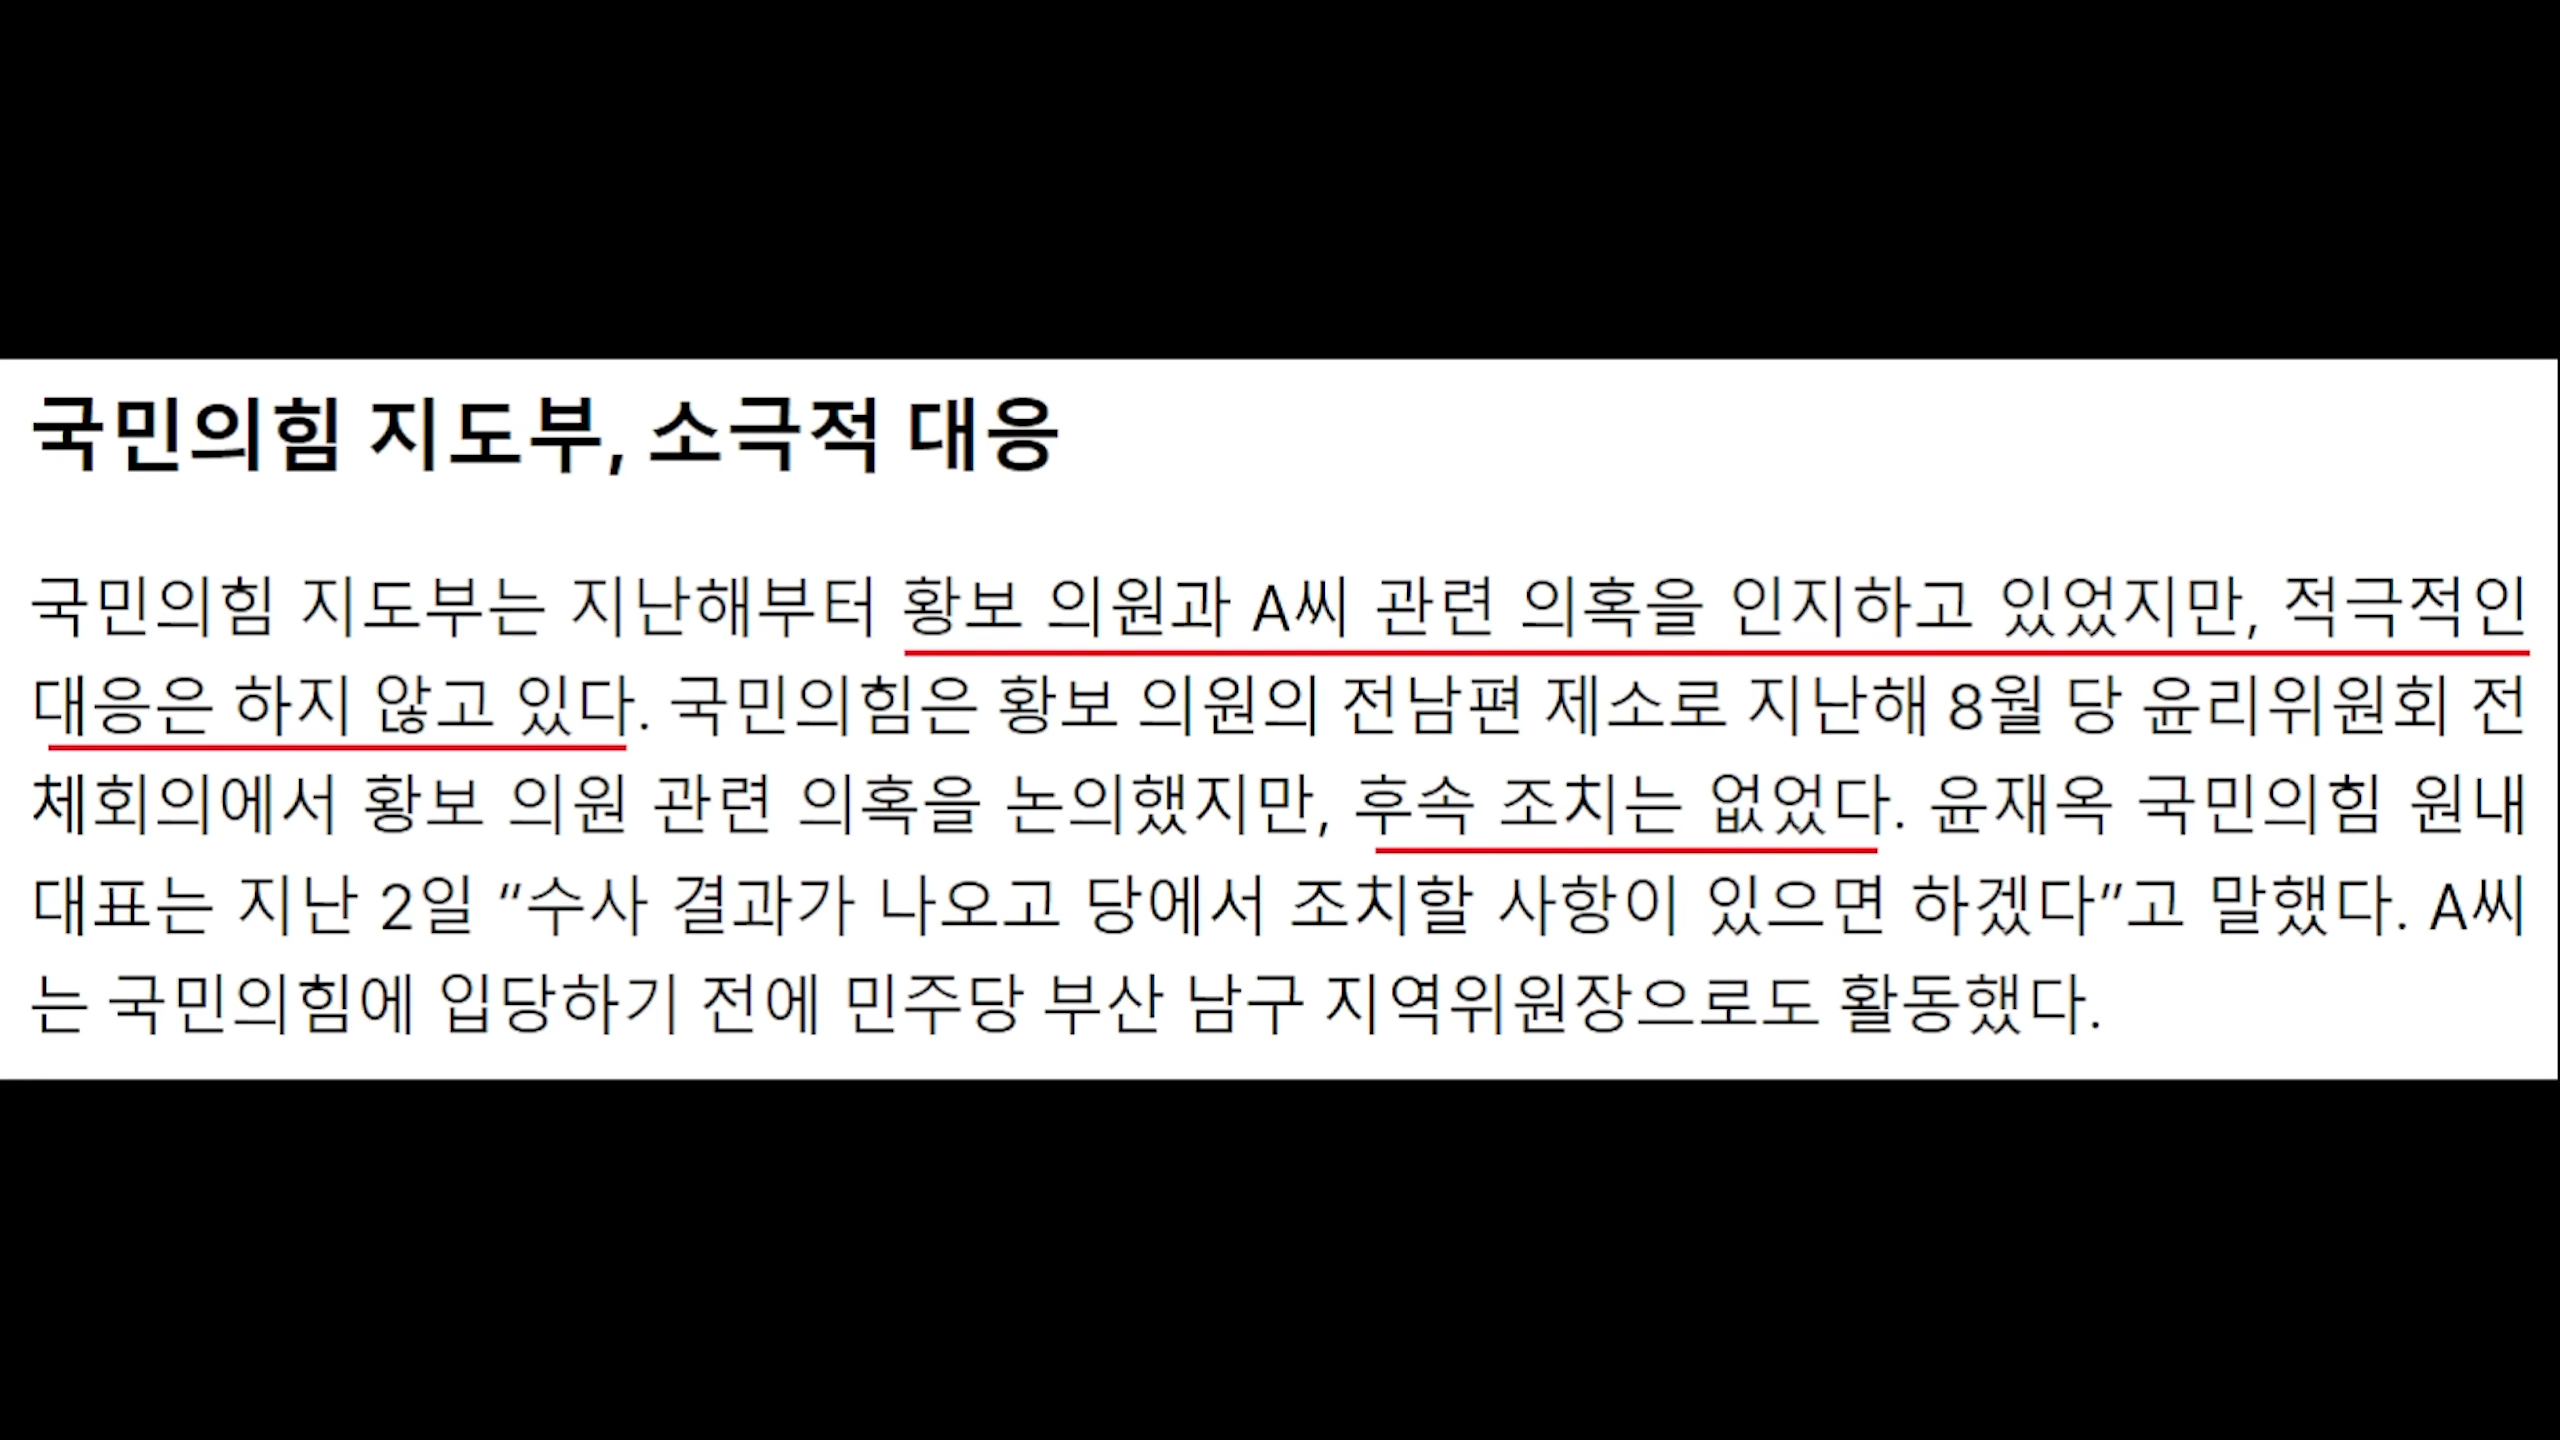 국민의힘 지도부, 소극적 대응
국민의힘 지도부는 지난해부터 황보 의원과 A씨 관련 의혹을 인지하고 있었지만, 적극적인
대응은 하지 않고 있다. 국민의힘은 황보 의원의 전남편 제소로 지난해 8월 당 윤리위원회 전
체회의에서 황보 의원 관련 의혹을 논의했지만, 후속 조치는 없었다. 윤재옥 국민의힘 원내
대표는 지난 2일 “수사 결과가 나오고 당에서 조치할 사항이 있으면 하겠다”고 말했다. A씨
는 국민의힘에 입당하기 전에 민주당 부산 남구 지역위원장으로도 활동했다.